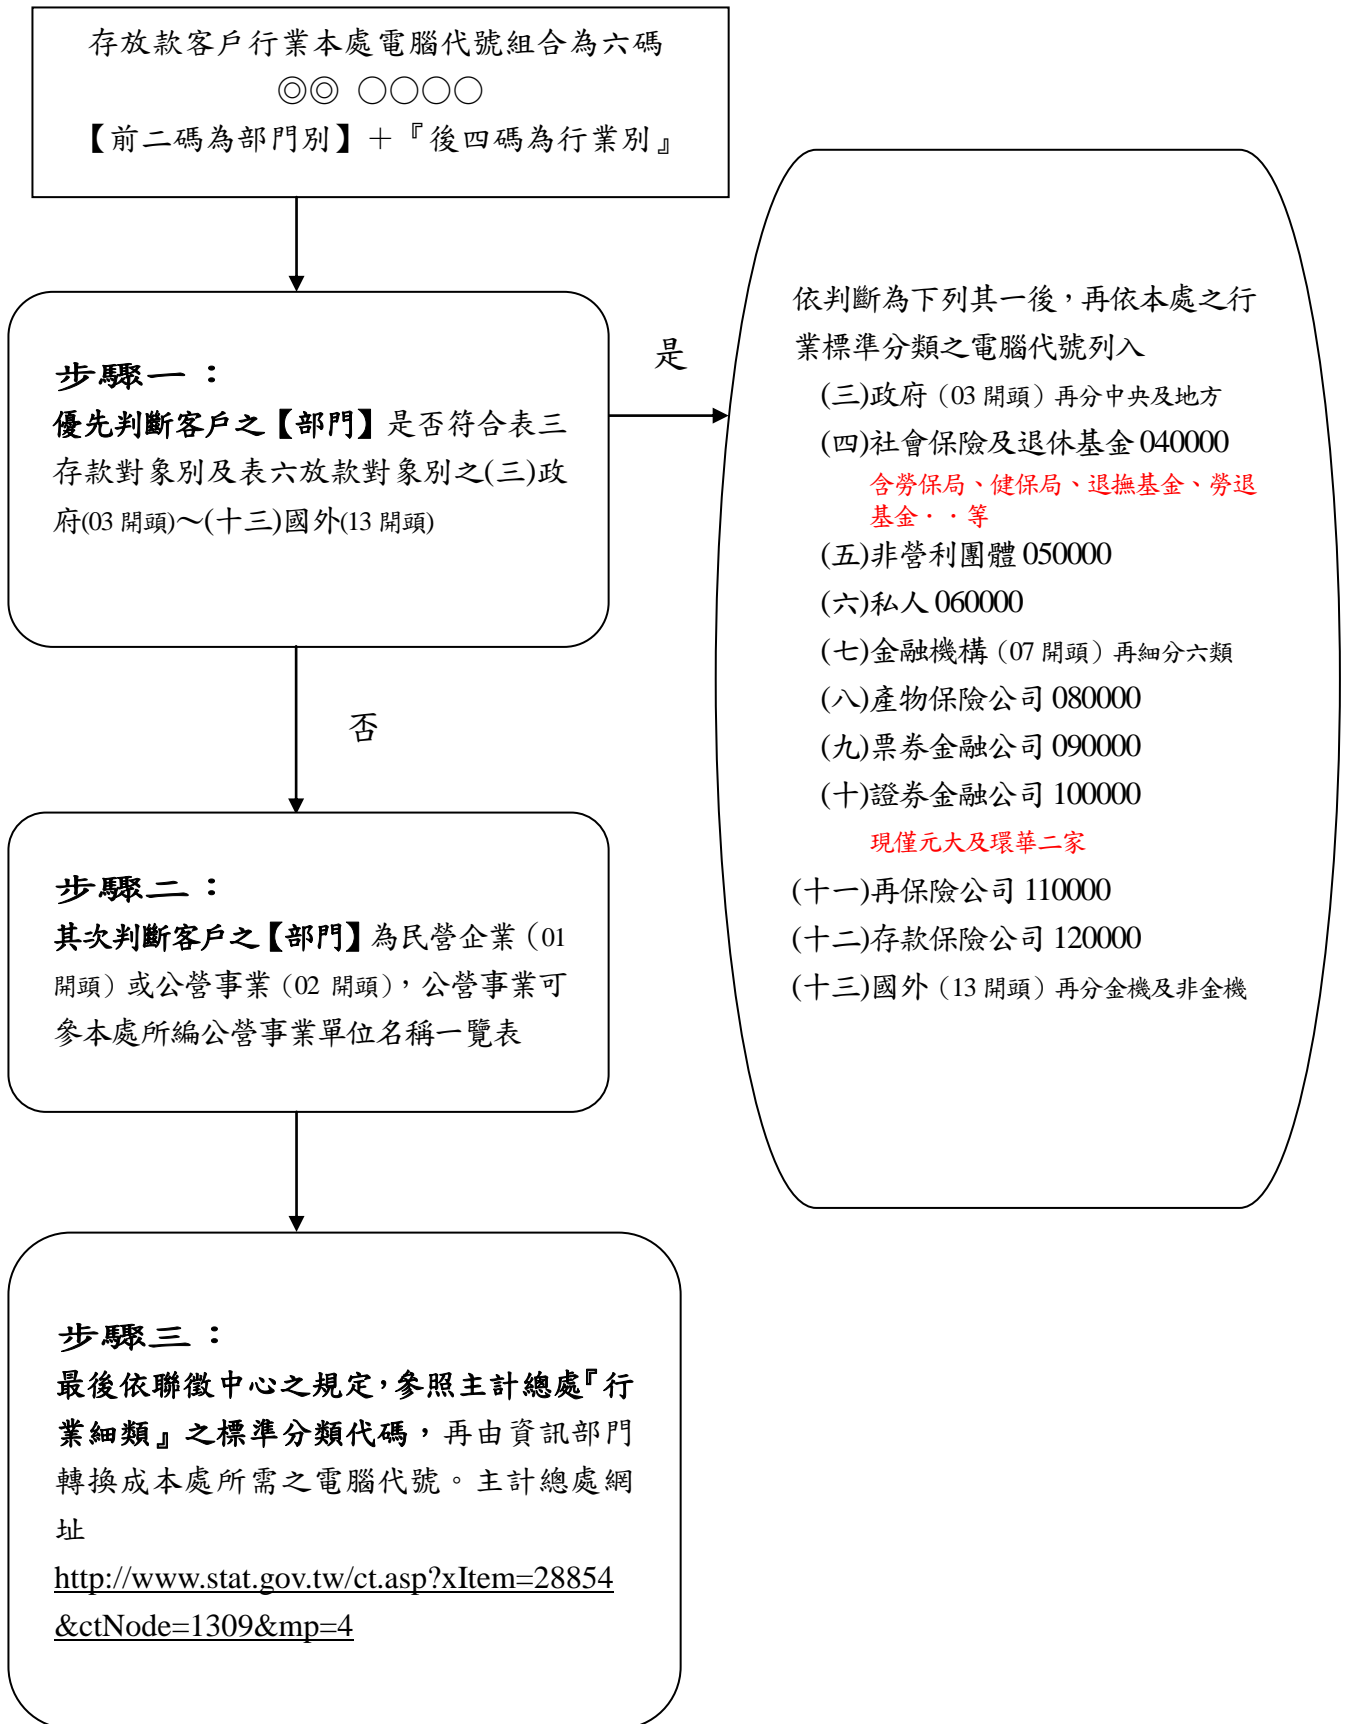 存放款客戶行業本處電腦代號組合為六碼
◎◎ ○○○○
【前二碼為部門別】＋『後四碼為行業別』
步驟一：
優先判斷客戶之【部門】是否符合表三
存款對象別及表六放款對象別之(三)政
府(03 開頭)～(十三)國外(13 開頭)
是
否
依判斷為下列其一後，再依本處之行
業標準分類之電腦代號列入
(三)政府（03 開頭）再分中央及地方
(四)社會保險及退休基金 040000
含勞保局、健保局、退撫基金、勞退
基金‧‧等
(五)非營利團體 050000
(六)私人 060000
(七)金融機構（07 開頭）再細分六類
(八)產物保險公司 080000
(九)票券金融公司 090000
(十)證券金融公司 100000
現僅元大及環華二家
(十一)再保險公司 110000
(十二)存款保險公司 120000
(十三)國外（13 開頭）再分金機及非金機
步驟二：
其次判斷客戶之【部門】為民營企業（01
開頭）或公營事業（02 開頭），公營事業可
參本處所編公營事業單位名稱一覽表
步驟三：
最後依聯徵中心之規定，參照主計總處『行
業細類』之標準分類代碼，再由資訊部門
轉換成本處所需之電腦代號。主計總處網
址
http://www.stat.gov.tw/ct.asp?xItem=28854
&ctNode=1309&mp=4